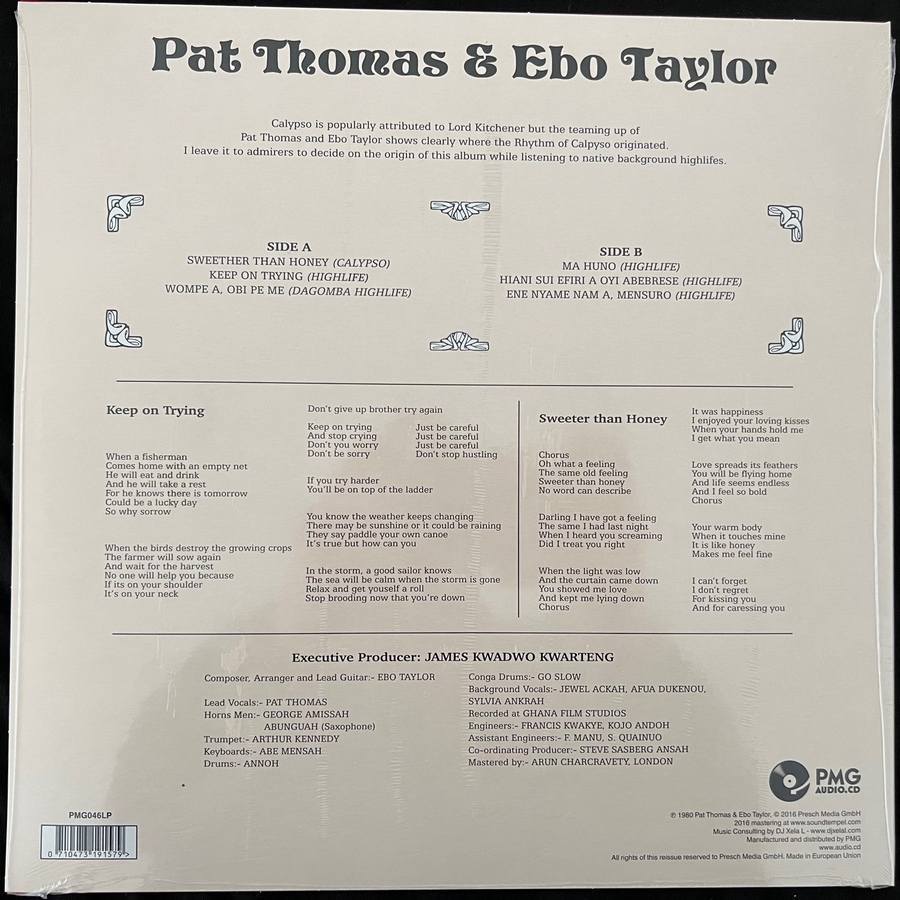 Pat Thomas & Ebo Taylor
Calypso is popularly attributed to Lord Kitchener but the teaming up of
Pat Thomas and Ebo Taylor shows clearly where the Rhythm of Calpyso originated.
I leave it to admirers to decide on the origin of this album while listening to native background highlifes.
SIDE A
SWEETHER THAN HONEY (CALYPSO)
KEEP ON TRYING (HIGHLIFE)
WOMPE A, OBI PE ME (DAGOMBA HIGHLIFE)
SIDE B
MA HUNO (HIGHLIFE)
HIANI SUI EFIRI A OYI ABEBRESE (HIGHLIFE)
ENE NYAME NAM A, MENSURO (HIGHLIFE)
Keep on Trying
When a fisherman
Comes home with an empty net
He will eat and drink
And he will take a rest
For he knows there is tomorrow
Could be a lucky day
So why sorrow
When the birds destroy the growing crops
The farmer will sow again
And wait for the harvest
No one will help you because
If its on your shoulder
It's on your neck
Don't give up brother try again
Keep on trying Just be careful
And stop crying Just be careful
Don't you worry Just be careful
Don't be sorry Don't stop hustling
If you try harder
You'll be on top of the ladder
You know the weather keeps changing
There may be sunshine or it could be raining
They say paddle your own canoe
It's true but how can you
In the storm, a good sailor knows
The sea will be calm when the storm is gone
Relax and get youself a roll
Stop brooding now that you're down
Sweeter than Honey
Chorus
Oh what a feeling
The same old feeling
Sweeter than honey
No word can describe
Darling I have got a feeling
The same I had last night
When I heard you screaming
Did I treat you right
When the light was low
And the curtain came down
You showed me love
And kept me lying down
Chorus
It was happiness
I enjoyed your loving kisses
When your hands hold me
I get what you mean
Love spreads its feathers
You will be flying home
And life seems endless
And I feel so bold
Chorus
Your warm body
When it touches mine
It is like honey
Makes me feel fine
I can't forget
I don't regret
For kissing you
And for caressing you
Executive Producer: JAMES KWADWO KWARTENG
Composer, Arranger and Lead Guitar:- EBO TAYLOR
Lead Vocals:- PAT THOMAS
Horns Men:- GEORGE AMISSAH
ABUNGUAH (Saxophone)
Trumpet:- ARTHUR KENNEDY
Keyboards:- ABE MENSAH
Drums:- ANNOH
Conga Drums:- GO SLOW
Background Vocals:- JEWEL ACKAH, AFUA DUKENOU,
SYLVIA ANKRAH
Recorded at GHANA FILM STUDIOS
Engineers:- FRANCIS KWAKYE, KOJO ANDOH
Assistant Engineers:- F. MANU, S. QUAINUO
Co-ordinating Producer:- STEVE SASBERG ANSAH
Mastered by:- ARUN CHARCRAVETY, LONDON
PMG
AUDIO.CD
PMG046LP
0 710473 191579 >
℗ 1980 Pat Thomas & Ebo Taylor, © 2016 Presch Media GmbH
2016 mastering at www.soundtempel.com
Music Consulting by DJ Xela L - www.djxelal.com
Manufactured and distributed by PMG
www.audio.cd
All rights of this reissue reserved to Presch Media GmbH. Made in European Union